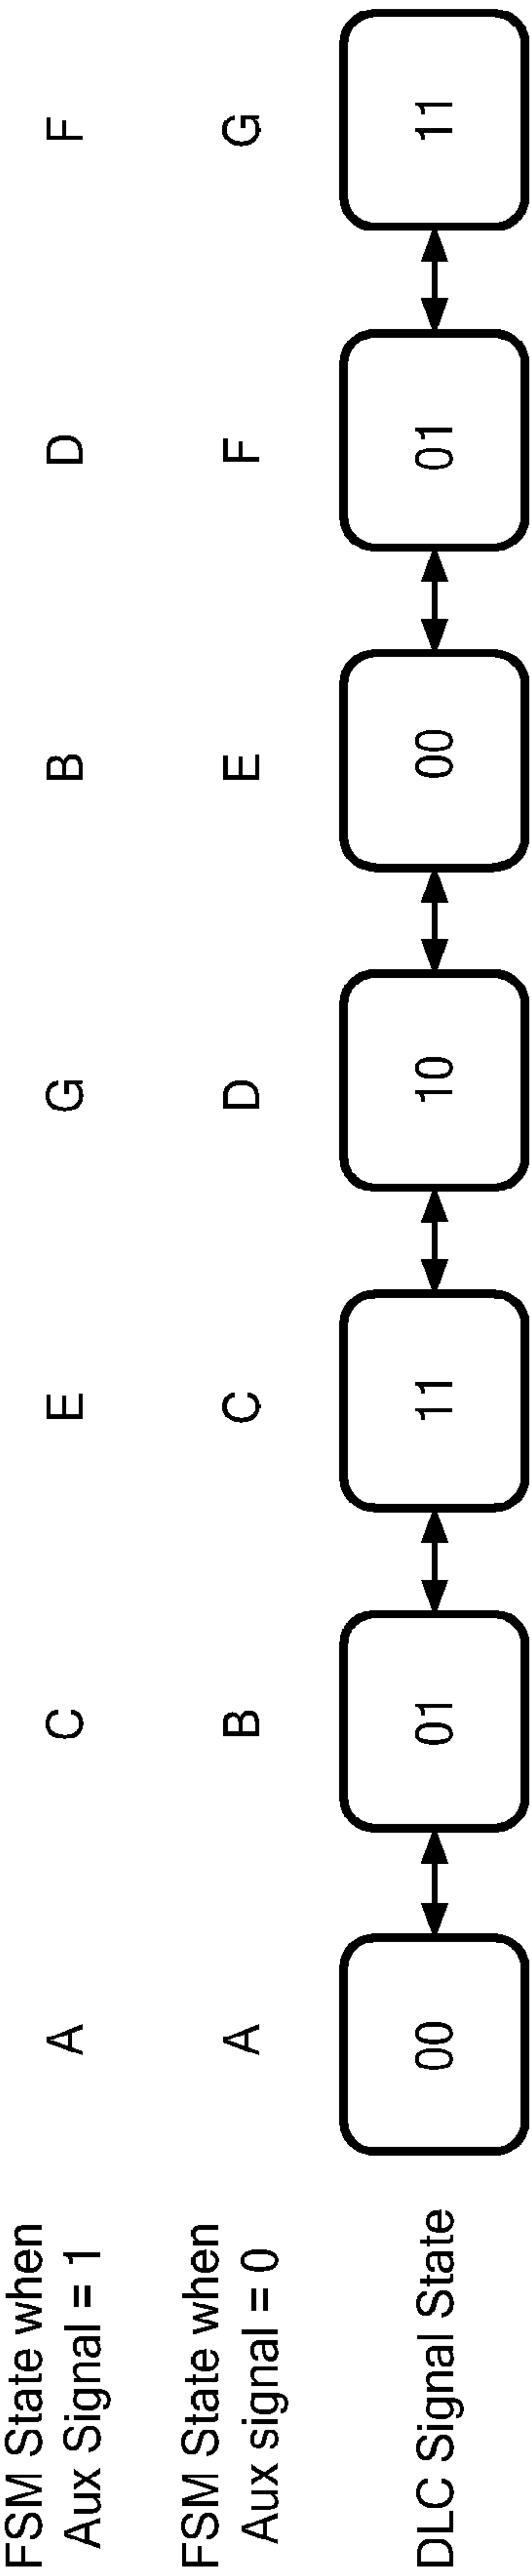 FSM State when
Aux Signal = 1
A
C
E
G
B
D
F
FSM State when
Aux signal = 0
A
B
C
D
E
F
G
DLC Signal State
00
01
11
10
00
01
11